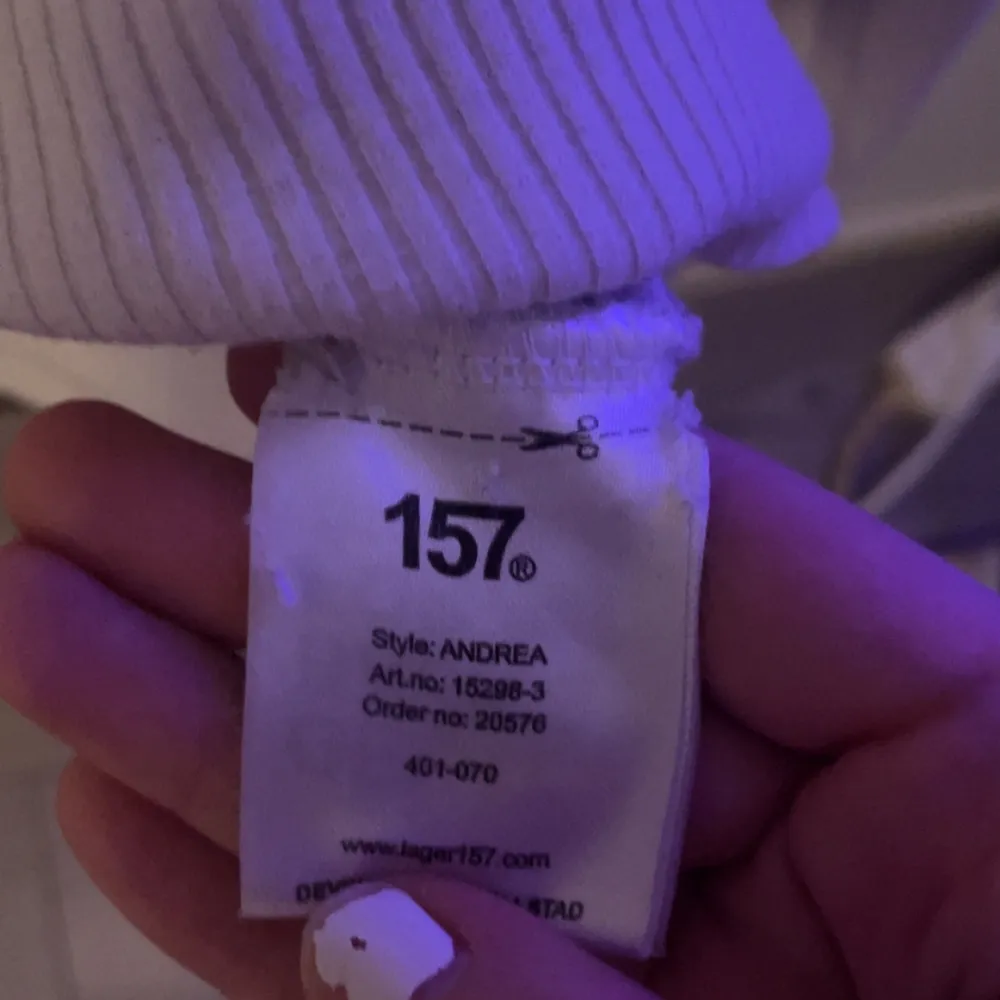 157®
Style: ANDREA
Art.no: 15298-3
Order no: 20576
401-070
www.lager157.com